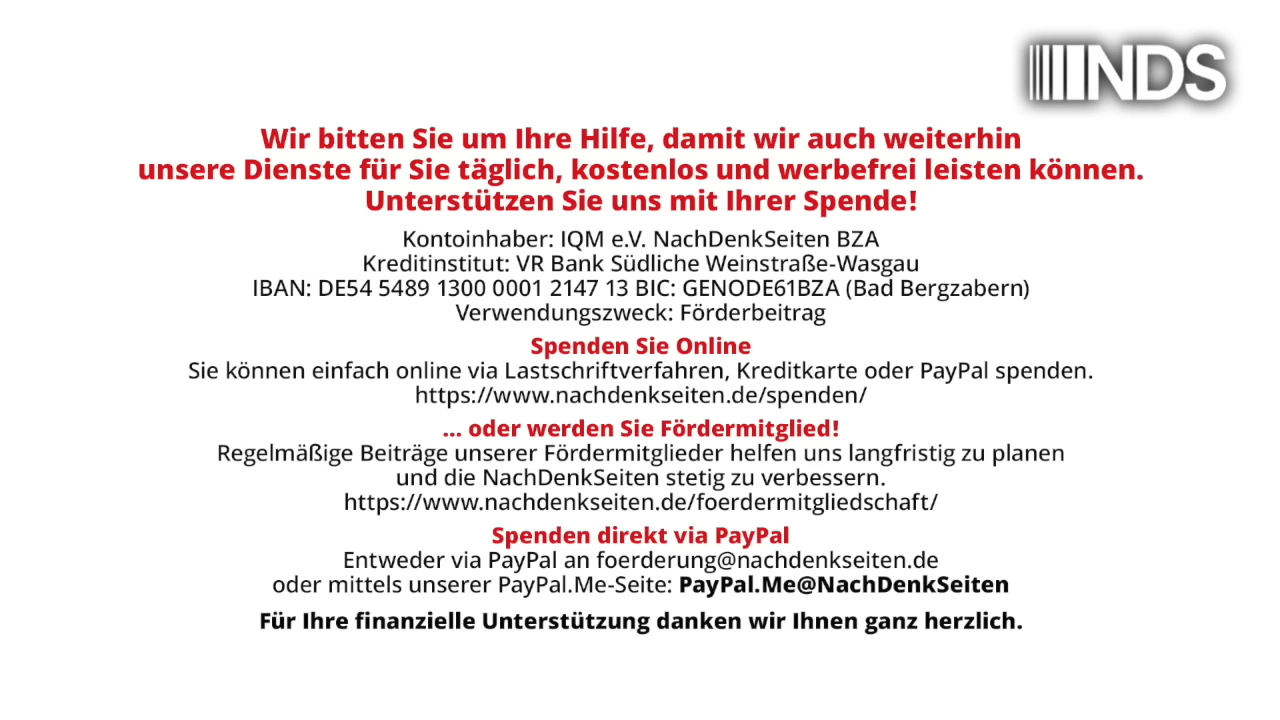 NDS
Wir bitten Sie um Ihre Hilfe, damit wir auch weiterhin
unsere Dienste für Sie täglich, kostenlos und werbefrei leisten können.
Unterstützen Sie uns mit Ihrer Spende!
Kontoinhaber: IQM e.V. NachDenkSeiten BZA
Kreditinstitut: VR Bank Südliche Weinstraße-Wasgau
IBAN: DE54 5489 1300 0001 2147 13 BIC: GENODE61BZA (Bad Bergzabern)
Verwendungszweck: Förderbeitrag
Spenden Sie Online
Sie können einfach online via Lastschriftverfahren, Kreditkarte oder PayPal spenden.
https://www.nachdenkseiten.de/spenden/
... oder werden Sie Fördermitglied!
Regelmäßige Beiträge unserer Fördermitglieder helfen uns langfristig zu planen
und die NachDenkSeiten stetig zu verbessern.
https://www.nachdenkseiten.de/foerdermitgliedschaft/
Spenden direkt via PayPal
Entweder via PayPal an foerderung@nachdenkseiten.de
oder mittels unserer PayPal.Me-Seite: PayPal.Me@NachDenkSeiten
Für Ihre finanzielle Unterstützung danken wir Ihnen ganz herzlich.